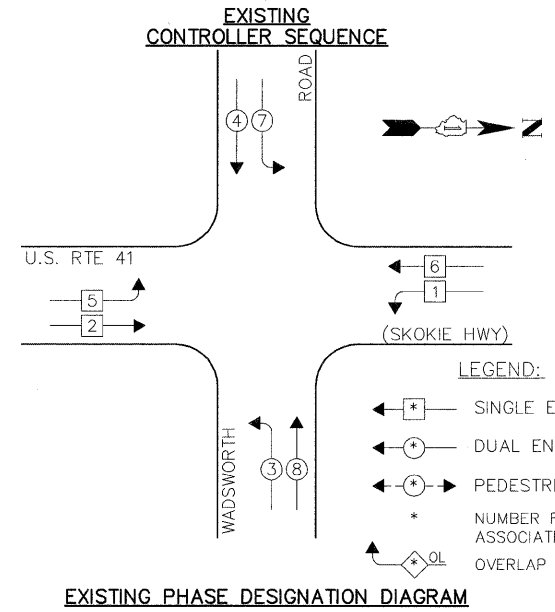 EXISTING
CONTROLLER SEQUENCE
ROAD
4 7
U.S. RTE 41
6
5
1
2
(SKOKIE HWY)
LEGEND:
* SINGLE E
WADSWORTH
3 8
* DUAL EN
* PEDESTRI
* NUMBER
ASSOCIAT
* OL OVERLAP
EXISTING PHASE DESIGNATION DIAGRAM